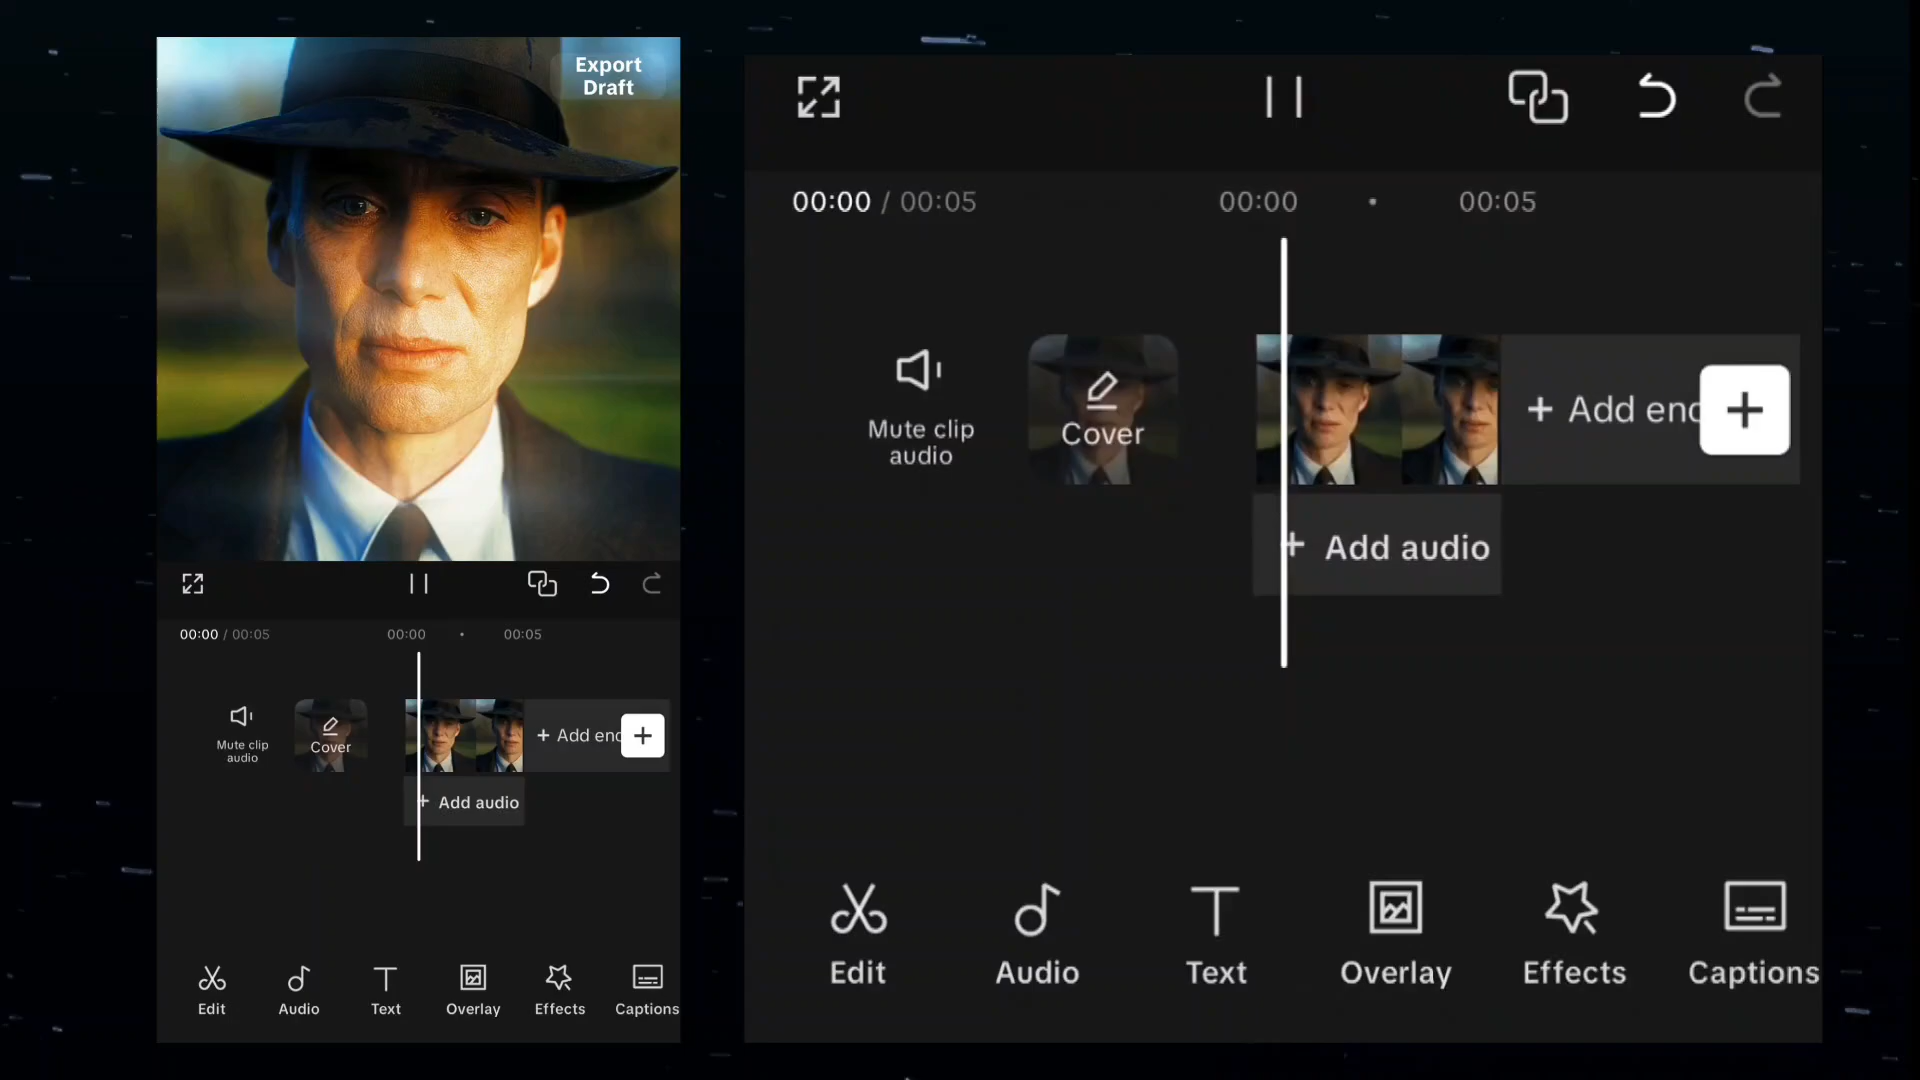 Export
Draft
00:00 / 00:05
00:00
00:05
Mute clip
audio
Cover
+ Add enc
+
+ Add audio
Edit
Audio
Text
Overlay
Effects
Captions
00:00 / 00:05
00:00
00:05
Mute clip
audio
Cover
+ Add enc
+
+ Add audio
Edit
Audio
Text
Overlay
Effects
Captions